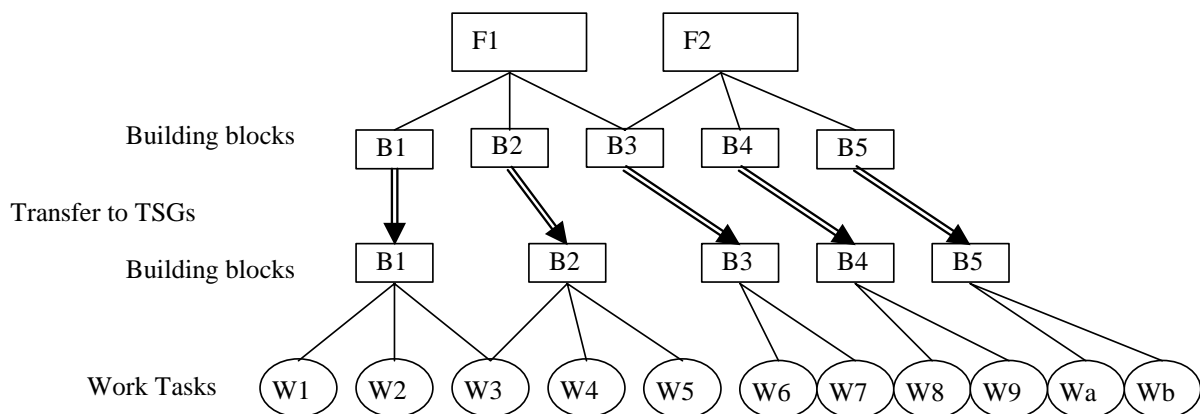 F1 F2
Building blocks B1 B2 B3 B4 B5
Transfer to TSGs
Building blocks B1 B2 B3 B4 B5
Work Tasks W1 W2 W3 W4 W5 W6 W7 W8 W9 Wa Wb